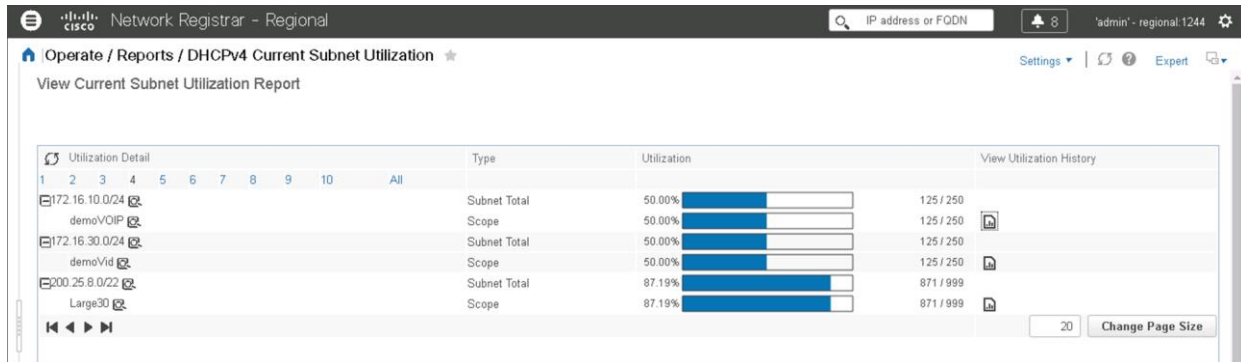 cisco Network Registrar - Regional IP address or FQDN 8 'admin' - regional:1244
Operate / Reports / DHCPv4 Current Subnet Utilization Settings Expert
View Current Subnet Utilization Report
Utilization Detail Type Utilization View Utilization History
1 2 3 4 5 6 7 8 9 10 All
172.16.10.0/24 Subnet Total 50.00% 125 / 250
demoVOIP Scope 50.00% 125 / 250
172.16.30.0/24 Subnet Total 50.00% 125 / 250
demoVid Scope 50.00% 125 / 250
200.25.8.0/22 Subnet Total 87.19% 871 / 999
Large30 Scope 87.19% 871 / 999
20 Change Page Size